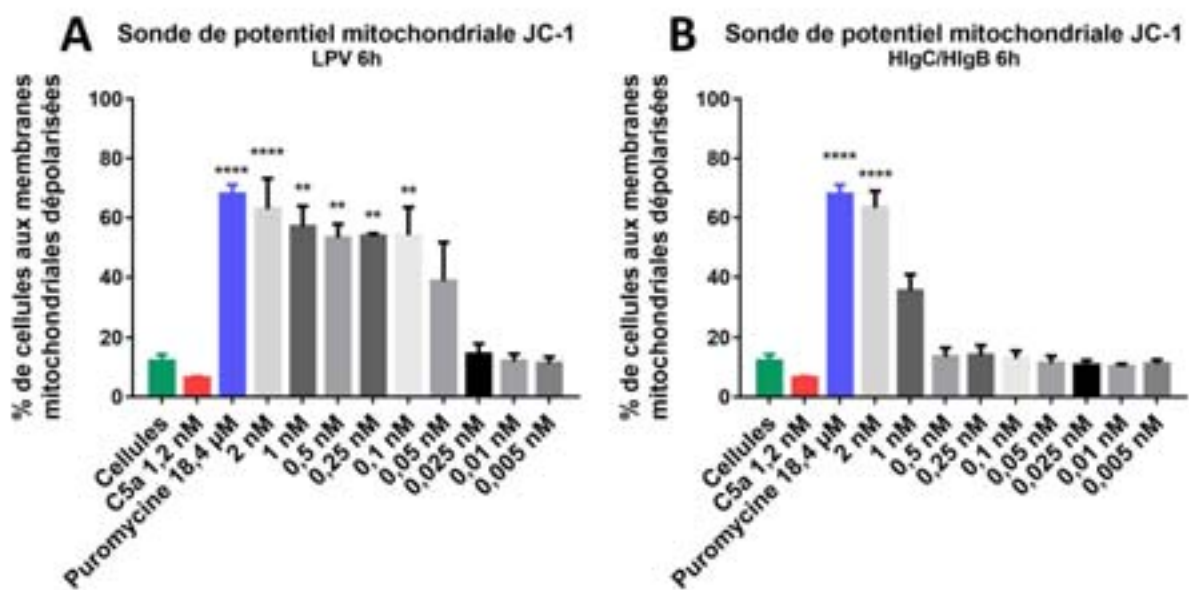 A
Sonde de potentiel mitochondriale JC-1
LPV 6h
% de cellules aux membranes
mitochondriales dépolarisées
100
80
60
40
20
0
****
****
**
**
**
**
Cellules
C5a 1,2 nM
Puromycine 18,4 µM
2 nM
1 nM
0,5 nM
0,25 nM
0,1 nM
0,05 nM
0,025 nM
0,01 nM
0,005 nM
B
Sonde de potentiel mitochondriale JC-1
HlgC/HlgB 6h
% de cellules aux membranes
mitochondriales dépolarisées
100
80
60
40
20
0
****
****
Cellules
C5a 1,2 nM
Puromycine 18,4 µM
2 nM
1 nM
0,5 nM
0,25 nM
0,1 nM
0,05 nM
0,025 nM
0,01 nM
0,005 nM